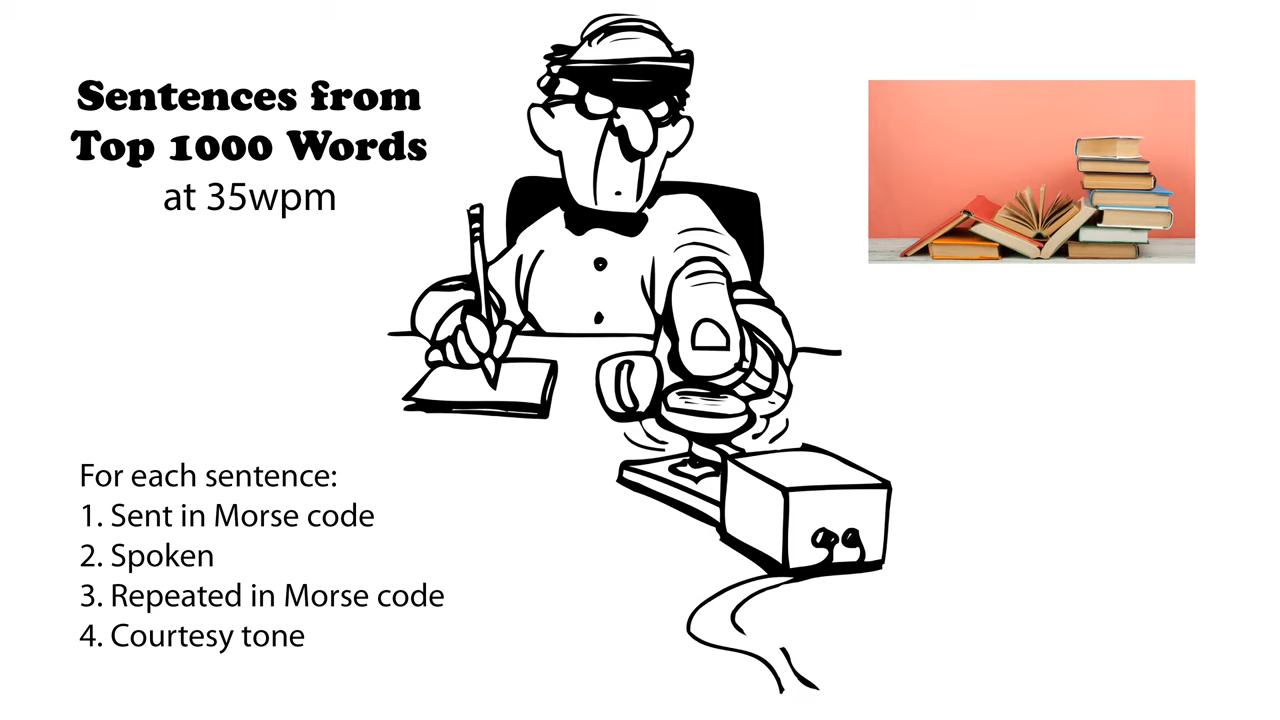 Sentences from
Top 1000 Words
at 35wpm
For each sentence:
1. Sent in Morse code
2. Spoken
3. Repeated in Morse code
4. Courtesy tone